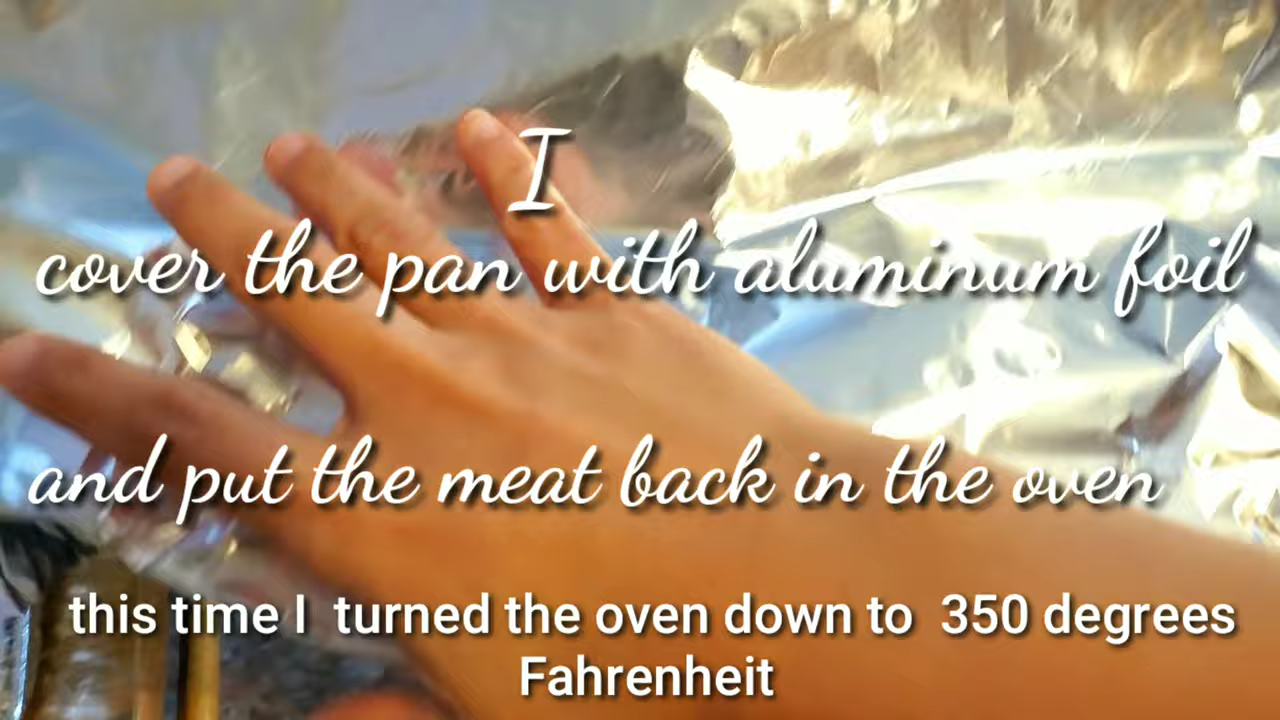 I
cover the pan with aluminum foil
and put the meat back in the oven
this time I turned the oven down to 350 degrees
Fahrenheit